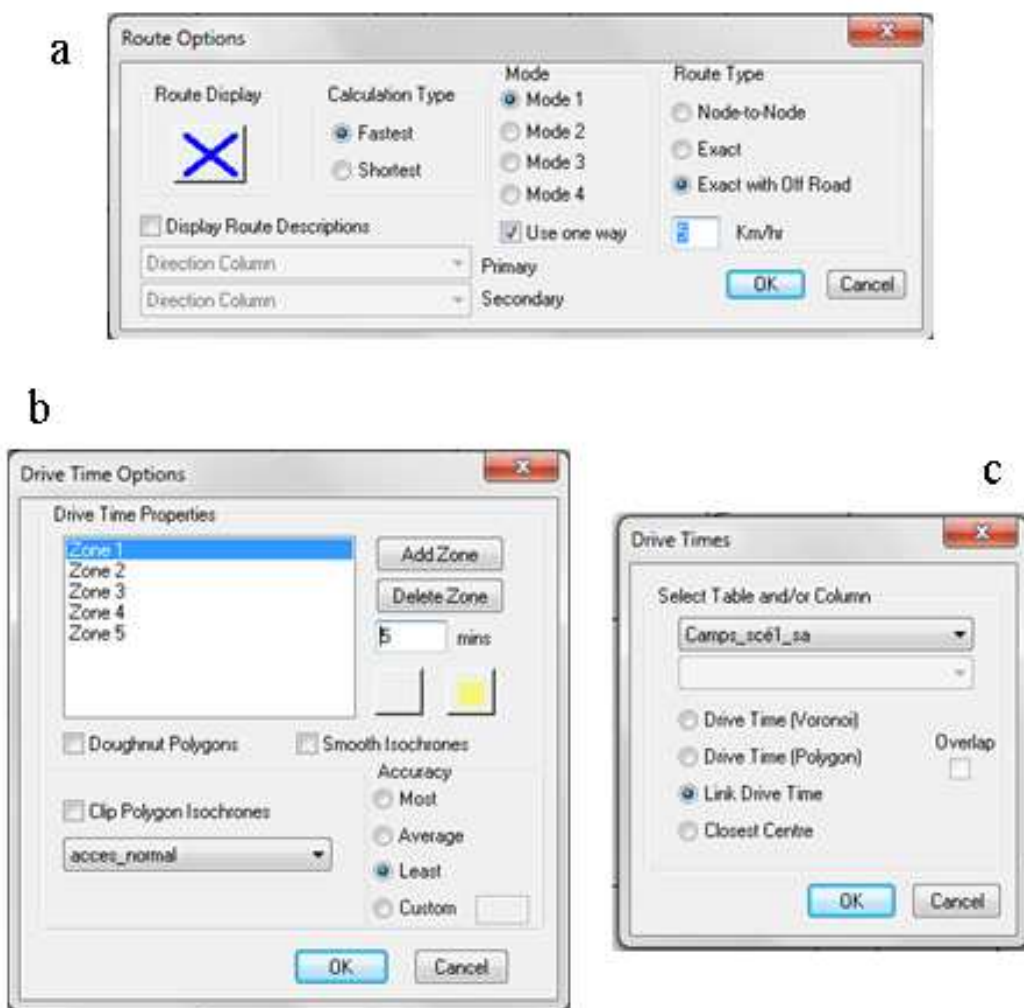 a
Route Options
Route Display
Calculation Type
Fastest
Shortest
Mode
Mode 1
Mode 2
Mode 3
Mode 4
Use one way
Route Type
Node-to-Node
Exact
Exact with Off Road
Km/hr
Display Route Descriptions
Direction Column
Primary
Direction Column
Secondary
OK
Cancel
b
Drive Time Options
Drive Time Properties
Zone 1
Zone 2
Zone 3
Zone 4
Zone 5
Add Zone
Delete Zone
5 mins
Doughnut Polygons
Smooth Isochrones
Clip Polygon Isochrones
acces_normal
Accuracy
Most
Average
Least
Custom
OK
Cancel
c
Drive Times
Select Table and/or Column
Camps_scé1_sa
Drive Time (Voronoi)
Drive Time (Polygon)
Link Drive Time
Closest Centre
Overlap
OK
Cancel